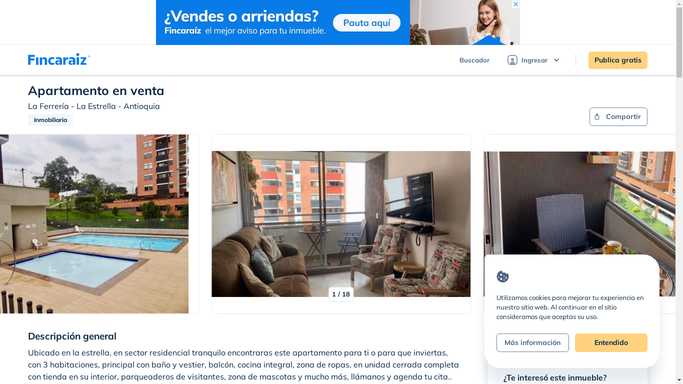 ¿Vendes o arriendas?
Fincaraíz el mejor aviso para tu inmueble.
Pauta aquí
Fincaraíz
Buscador
Ingresar
Publica gratis
Apartamento en venta
La Ferrería - La Estrella - Antioquia
Inmobiliaria
Compartir
1 / 18
Utilizamos cookies para mejorar tu experiencia en
nuestro sitio web. Al continuar en el sitio
consideramos que aceptas su uso.
Más información
Entendido
Descripción general
Ubicado en la estrella, en sector residencial tranquilo encontraras este apartamento para ti o para que inviertas,
con 3 habitaciones, principal con baño y vestier, balcón, cocina integral, zona de ropas, en unidad cerrada completa
con tienda en su interior, parqueaderos de visitantes, zona de mascotas y mucho más, llámanos y agenda tu cita..
¿Te interesó este inmueble?